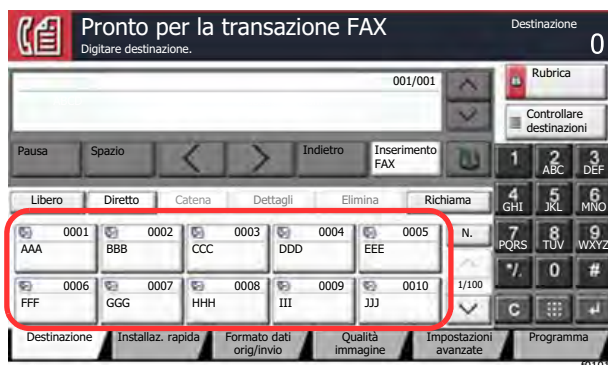 Pronto per la transazione FAX
Digitare destinazione.
Destinazione
0
001/001
Rubrica
Controllare
destinazioni
Pausa Spazio Indietro Inserimento
FAX
1 2 ABC 3 DEF
Libero Diretto Catena Dettagli Elimina Richiama
4 GHI 5 JKL 6 MNO
0001 0002 0003 0004 0005 N.
AAA BBB CCC DDD EEE
7 PQRS 8 TUV 9 WXYZ
0006 0007 0008 0009 0010 1/100
FFF GGG HHH III JJJ
*/. 0 #
C
Destinazione Installaz. rapida Formato dati
orig/invio Qualità
immagine Impostazioni
avanzate Programma